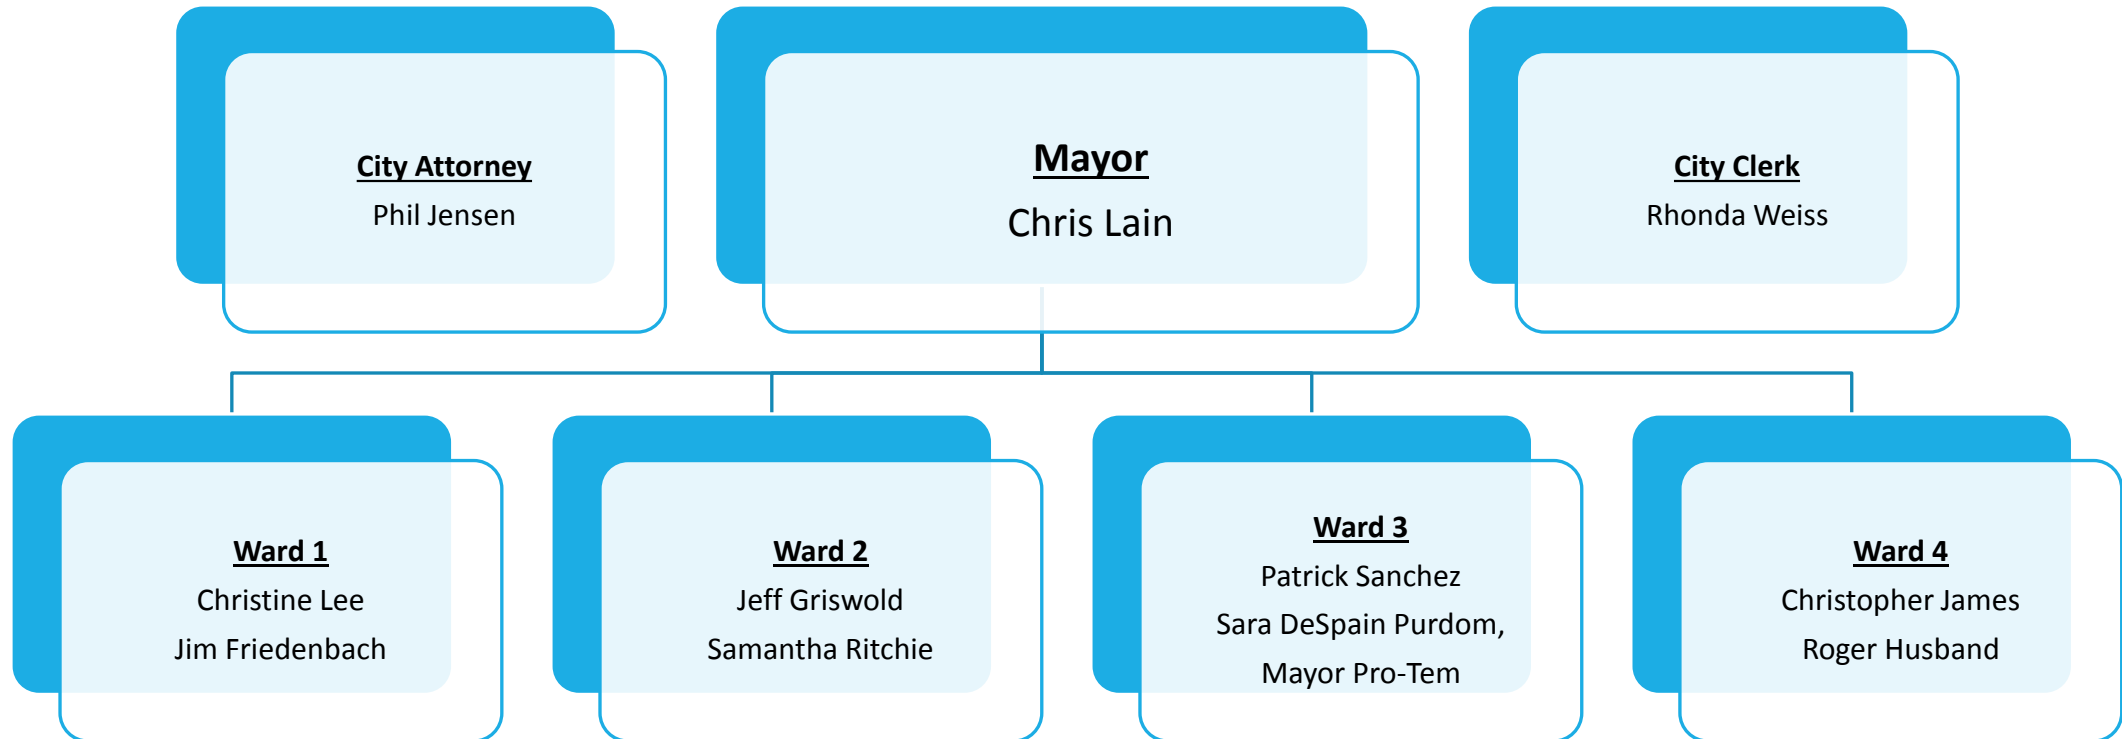 City Attorney
Phil Jensen
Mayor
Chris Lain
City Clerk
Rhonda Weiss
Ward 1
Christine Lee
Jim Friedenbach
Ward 2
Jeff Griswold
Samantha Ritchie
Ward 3
Patrick Sanchez
Sara DeSpain Purdom,
Mayor Pro-Tem
Ward 4
Christopher James
Roger Husband